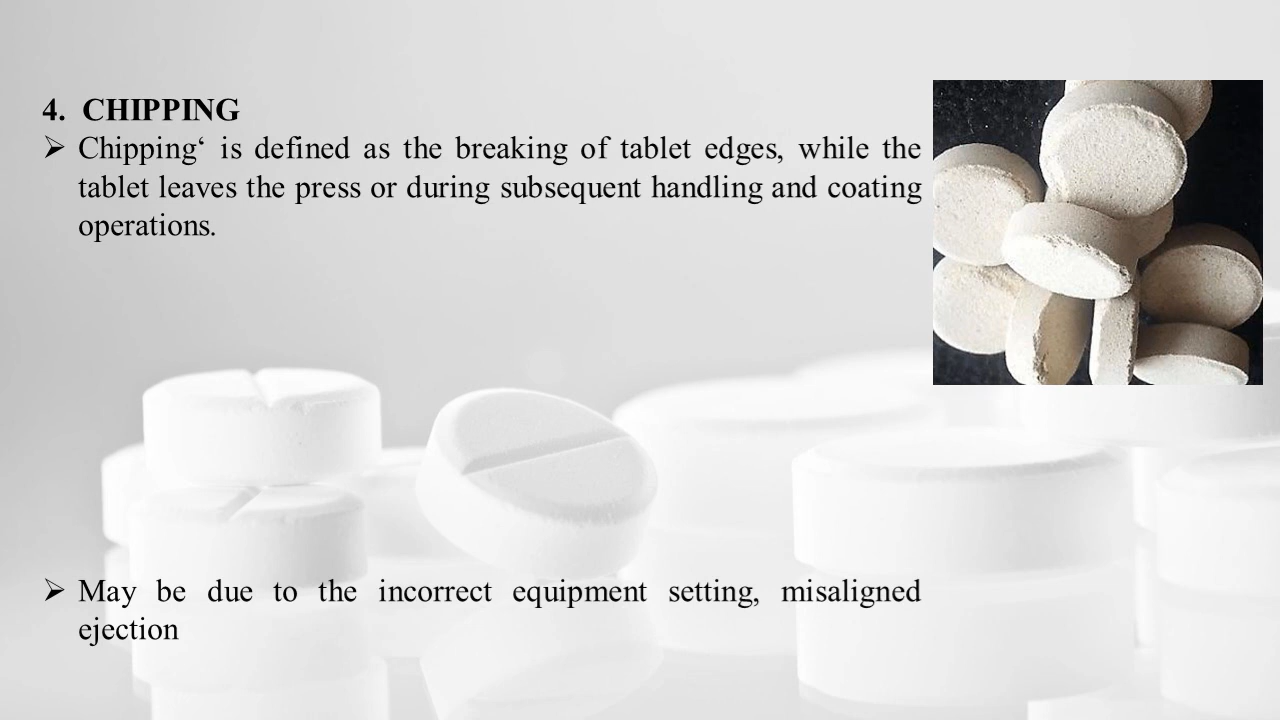 4. CHIPPING
➢ Chipping‘ is defined as the breaking of tablet edges, while the
tablet leaves the press or during subsequent handling and coating
operations.
➢ May be due to the incorrect equipment setting, misaligned
ejection